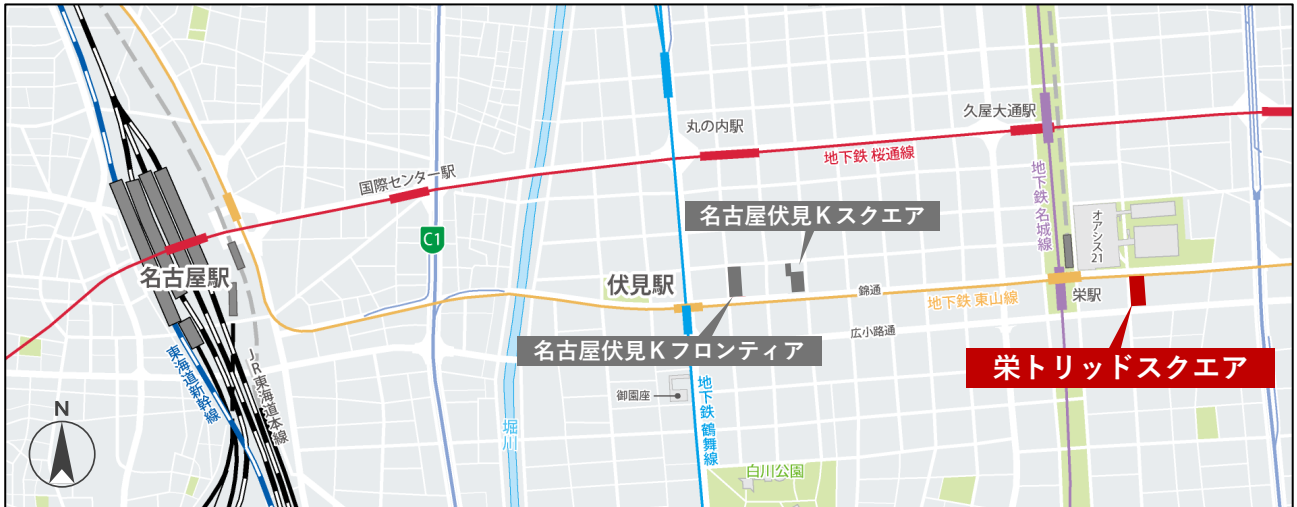 久屋大通駅
丸の内駅
地下鉄 桜通線
国際センター駅
地下鉄 名城線
名古屋伏見Kスクエア
オアシス21
C1
名古屋駅
伏見駅
錦通
地下鉄 東山線
栄駅
広小路通
名古屋伏見Kフロンティア
栄トリッドスクエア
東海道新幹線
JR東海道本線
御園座
地下鉄 鶴舞線
N
堀川
白川公園